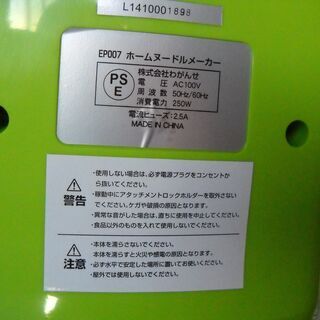 L1410001898
EP007 ホームヌードルメーカー
PS
E
株式会社わがんせ
電圧:AC100V
周波数:50Hz/60Hz
消費電力:250W
電流ヒューズ:2.5A
MADE IN CHINA
警告
・使用しない場合は、必ず電源プラグをコンセントか
ら抜いてください。
・稼動中にアタッチメントロックホルダーを取外さない
でください。ケガや破損の原因となります。
・異常な音がした場合は、直ちに使用を中止してください。
・食品以外のものを入れて使用しないでください。
注意
・本体を濡らさないでください。
・本体を濡らすと火災や感電の原因となります。
・必ず水平で安定した場所に置いてお使いください。
・屋外では使用しないでください。